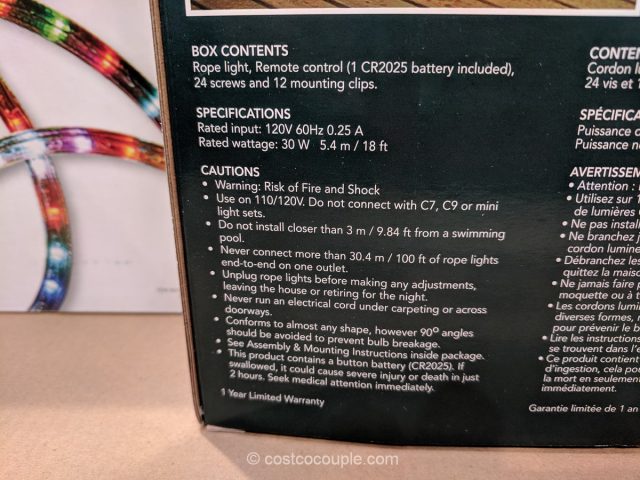 BOX CONTENTS
Rope light, Remote control (1 CR2025 battery included),
24 screws and 12 mounting clips.
SPECIFICATIONS
Rated input: 120V 60Hz 0.25 A
Rated wattage: 30 W 5.4 m / 18 ft
CAUTIONS
• Warning: Risk of Fire and Shock
• Use on 110/120V. Do not connect with C7, C9 or mini
light sets.
• Do not install closer than 3 m / 9.84 ft from a swimming
pool.
• Never connect more than 30.4 m / 100 ft of rope lights
end-to-end on one outlet.
• Unplug rope lights before making any adjustments,
leaving the house or retiring for the night.
• Never run an electrical cord under carpeting or across
doorways.
• Conforms to almost any shape, however 90° angles
should be avoided to prevent bulb breakage.
• See Assembly & Mounting Instructions inside package.
• This product contains a button battery (CR2025). If
swallowed, it could cause severe injury or death in just
2 hours. Seek medical attention immediately.
1 Year Limited Warranty
CONTE
Cordon l
24 vis et 1
SPÉCIFICA
Puissance d
Puissance n
AVERTISSEM
• Attention :
• Utilisez sur 1
de lumières
• Ne pas install
• Ne branchez j
cordon lumine
• Débranchez les
quittez la maiso
• Ne jamais faire p
moquette ou à t
• Les cordons lumi
diverses formes, r
pour prévenir le b
• Lire les instructions
se trouvent dans l'e
• Ce produit content
d'ingestion, cela pou
la mort en seulemen
immédiatement.
Garantie limitée de 1 an
© costcocouple.com